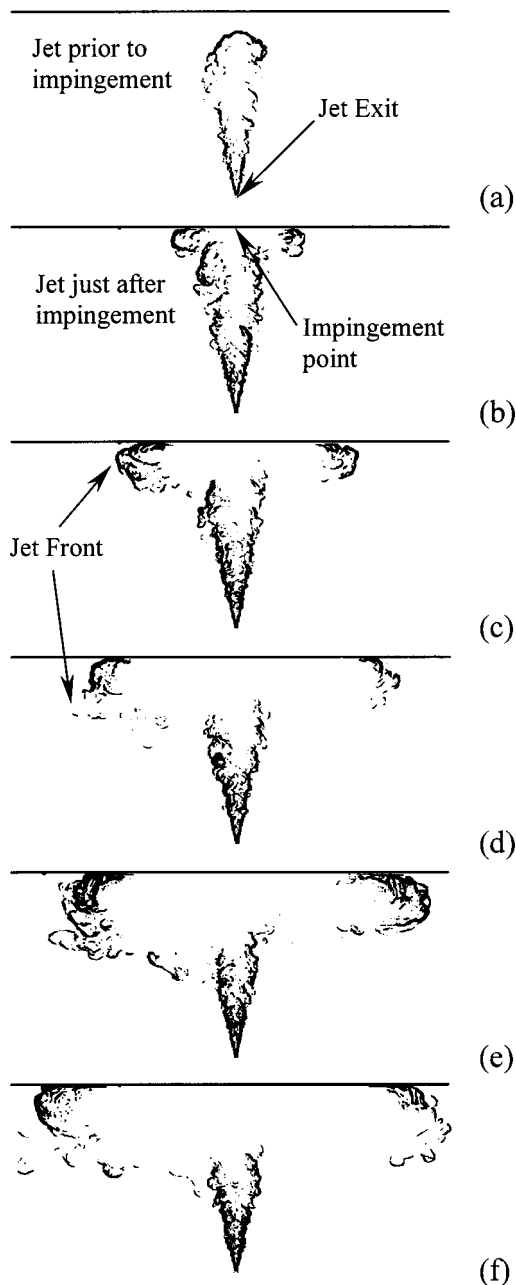 Jet prior to
impingement
Jet Exit
(a)
Jet just after
impingement
Impingement
point
(b)
Jet Front
(c)
(d)
(e)
(f)